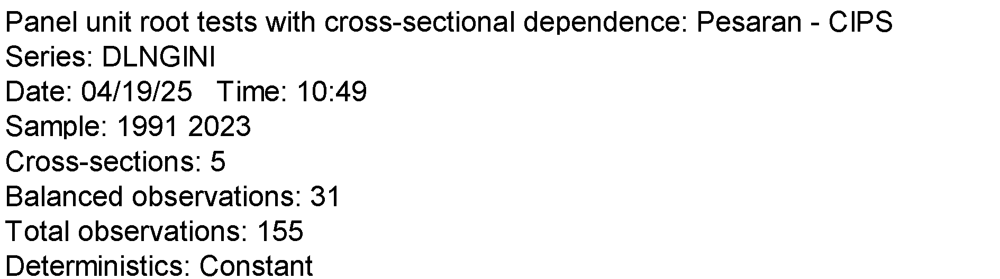 Panel unit root tests with cross-sectional dependence: Pesaran - CIPS
Series: DLNGINI
Date: 04/19/25   Time: 10:49
Sample: 1991 2023
Cross-sections: 5
Balanced observations: 31
Total observations: 155
Deterministics: Constant